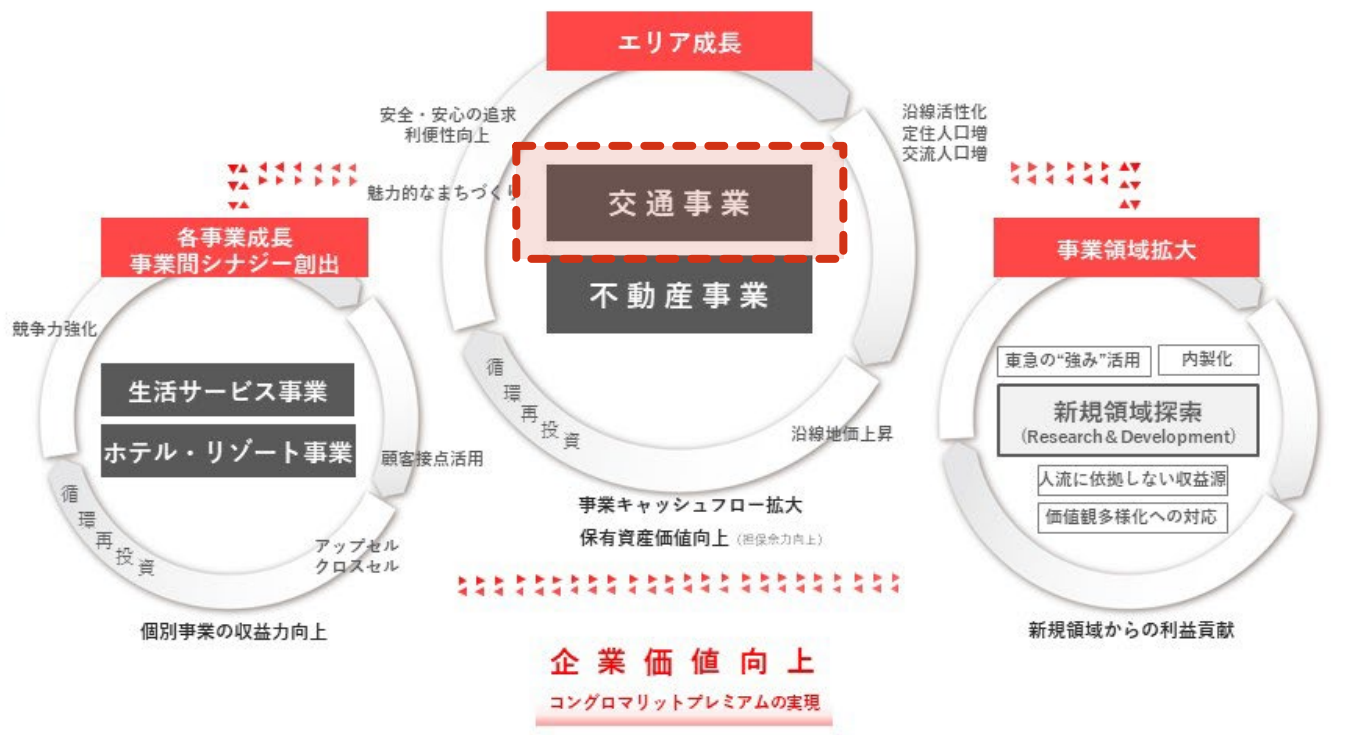 エリア成長
安全・安心の追求
利便性向上
魅力的なまちづくり
沿線活性化
定住人口増
交流人口増
交通事業
不動産事業
循環再投資
沿線地価上昇
事業キャッシュフロー拡大
保有資産価値向上（担保余力向上）
各事業成長
事業間シナジー創出
競争力強化
生活サービス事業
ホテル・リゾート事業
顧客接点活用
循環再投資
アップセル
クロスセル
個別事業の収益力向上
事業領域拡大
東急の“強み”活用
内製化
新規領域探索
（Research & Development）
人流に依拠しない収益源
価値観多様化への対応
新規領域からの利益貢献
企業価値向上
コングロマリットプレミアムの実現